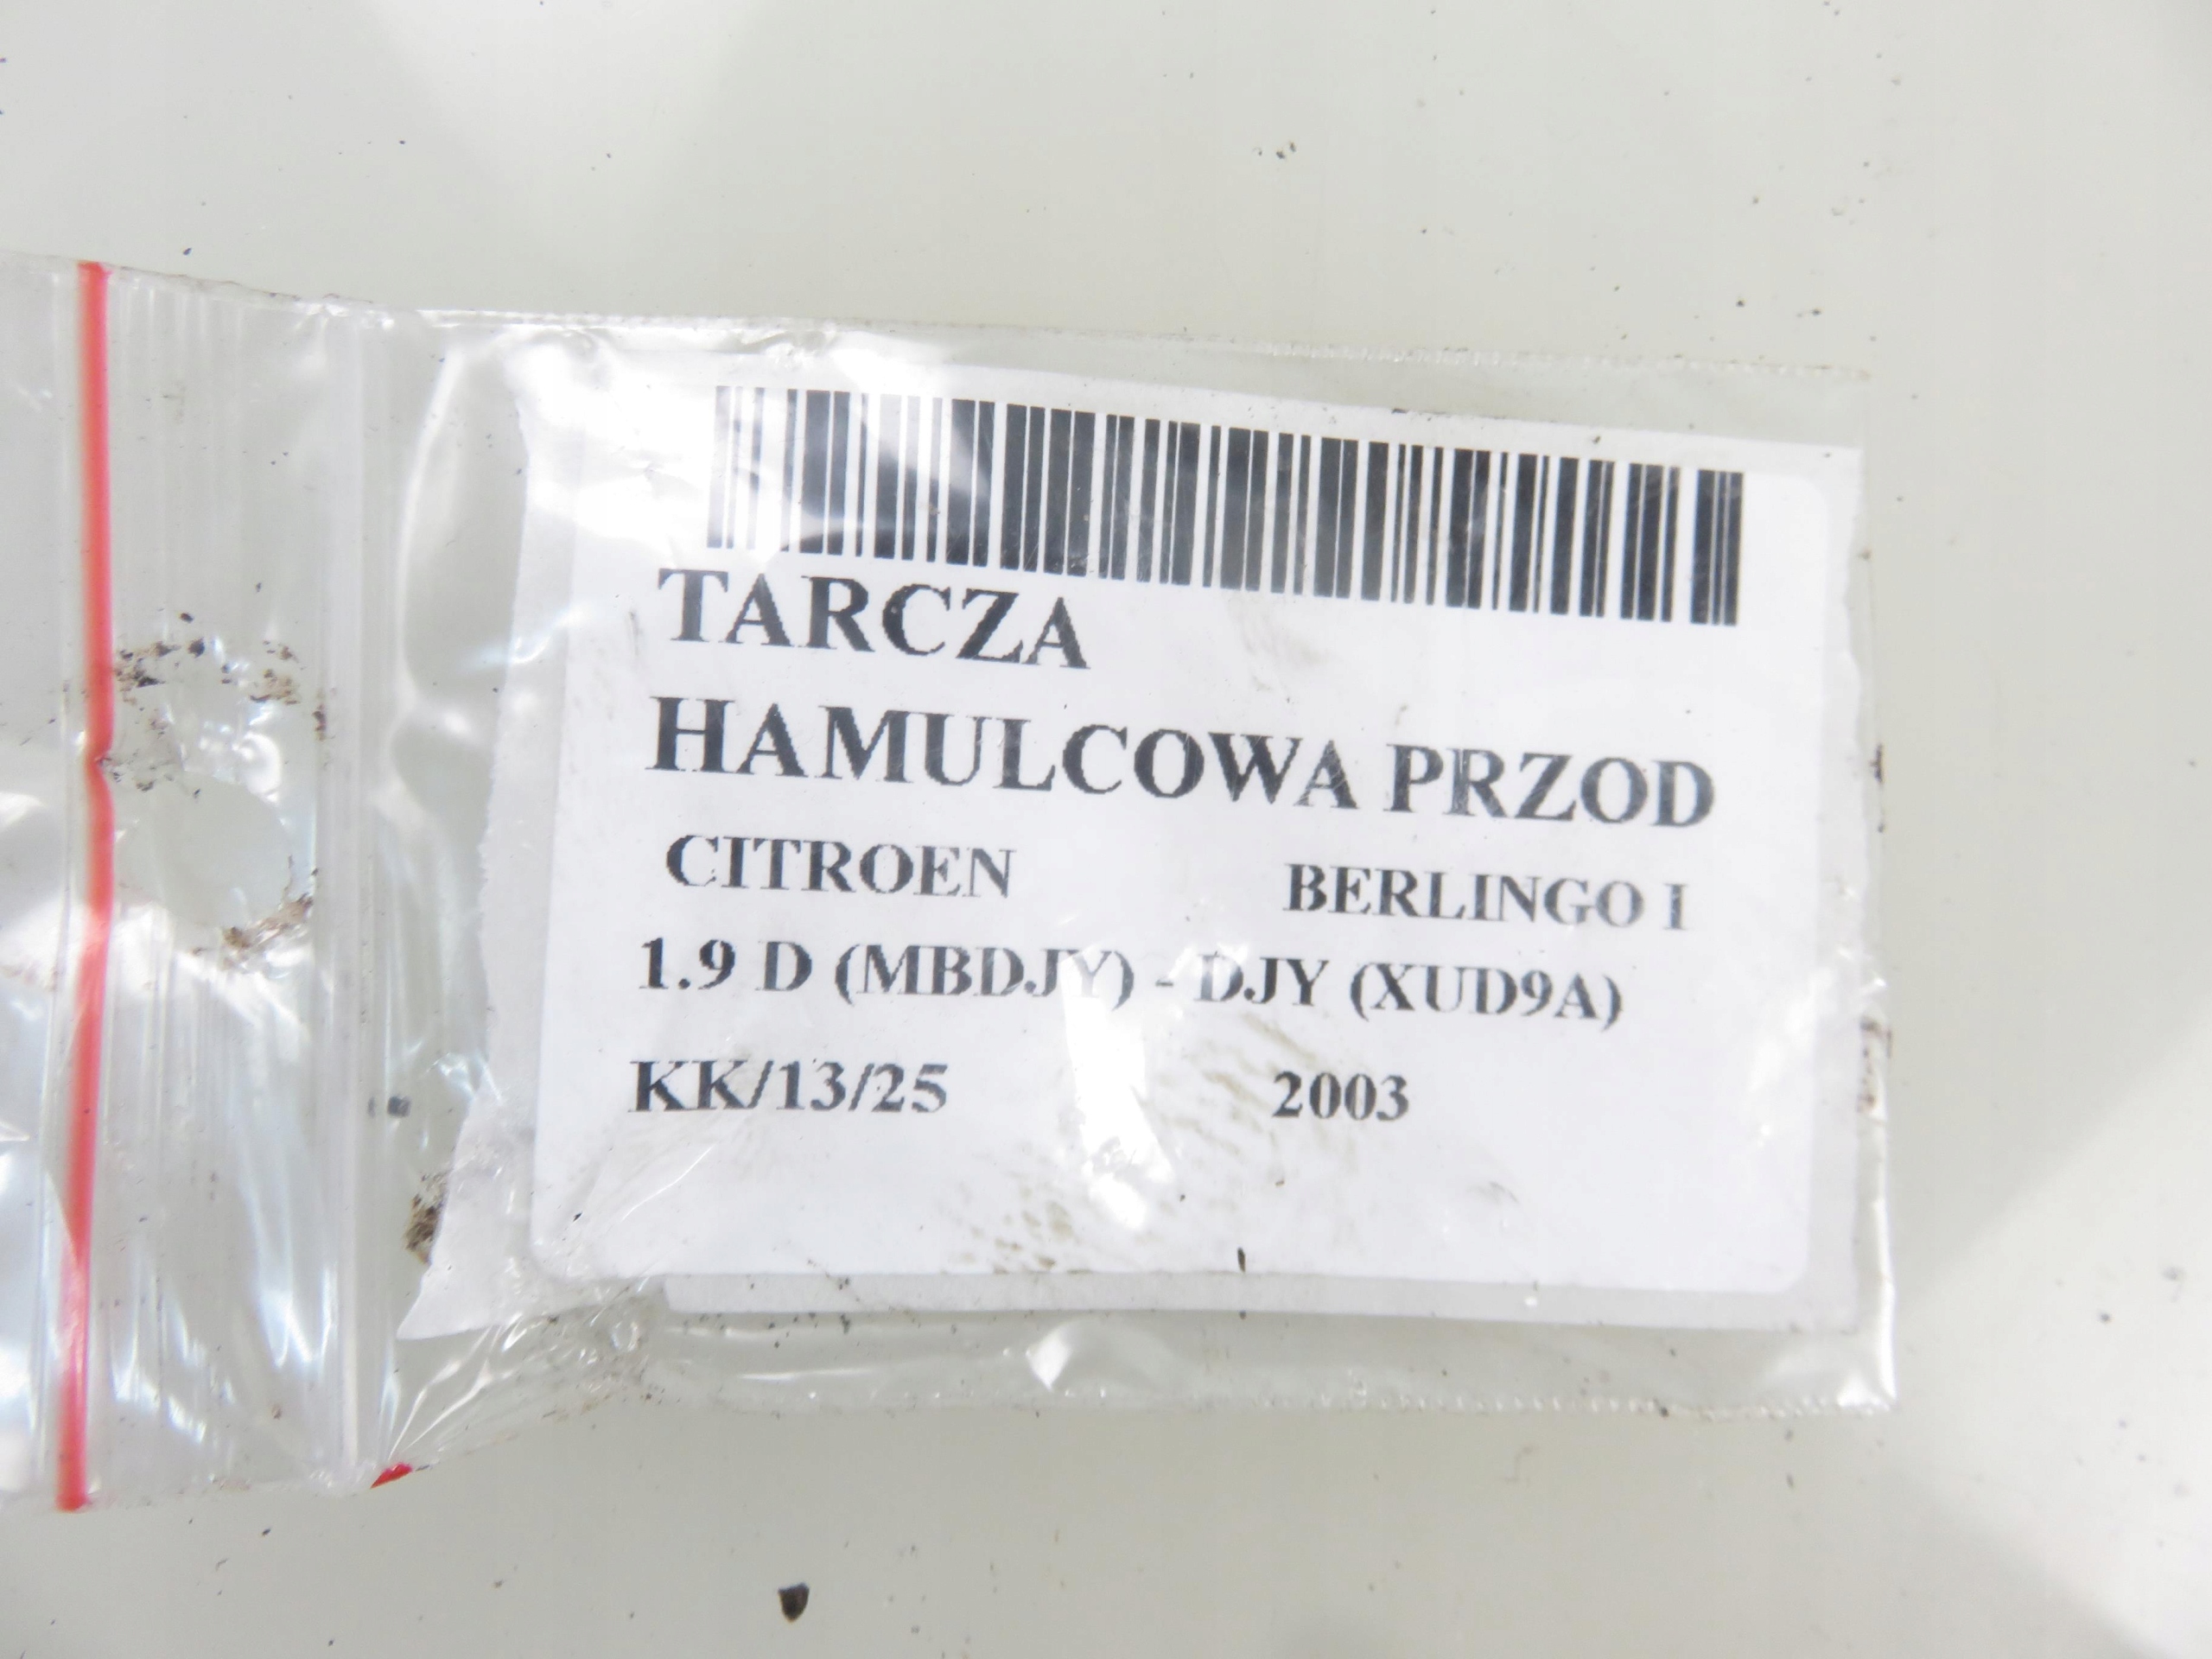 TARCZA
HAMULCOWA PRZOD
CITROEN BERLINGO I
1.9 D (MBDJY) - DJY (XUD9A)
KK/13/25 2003